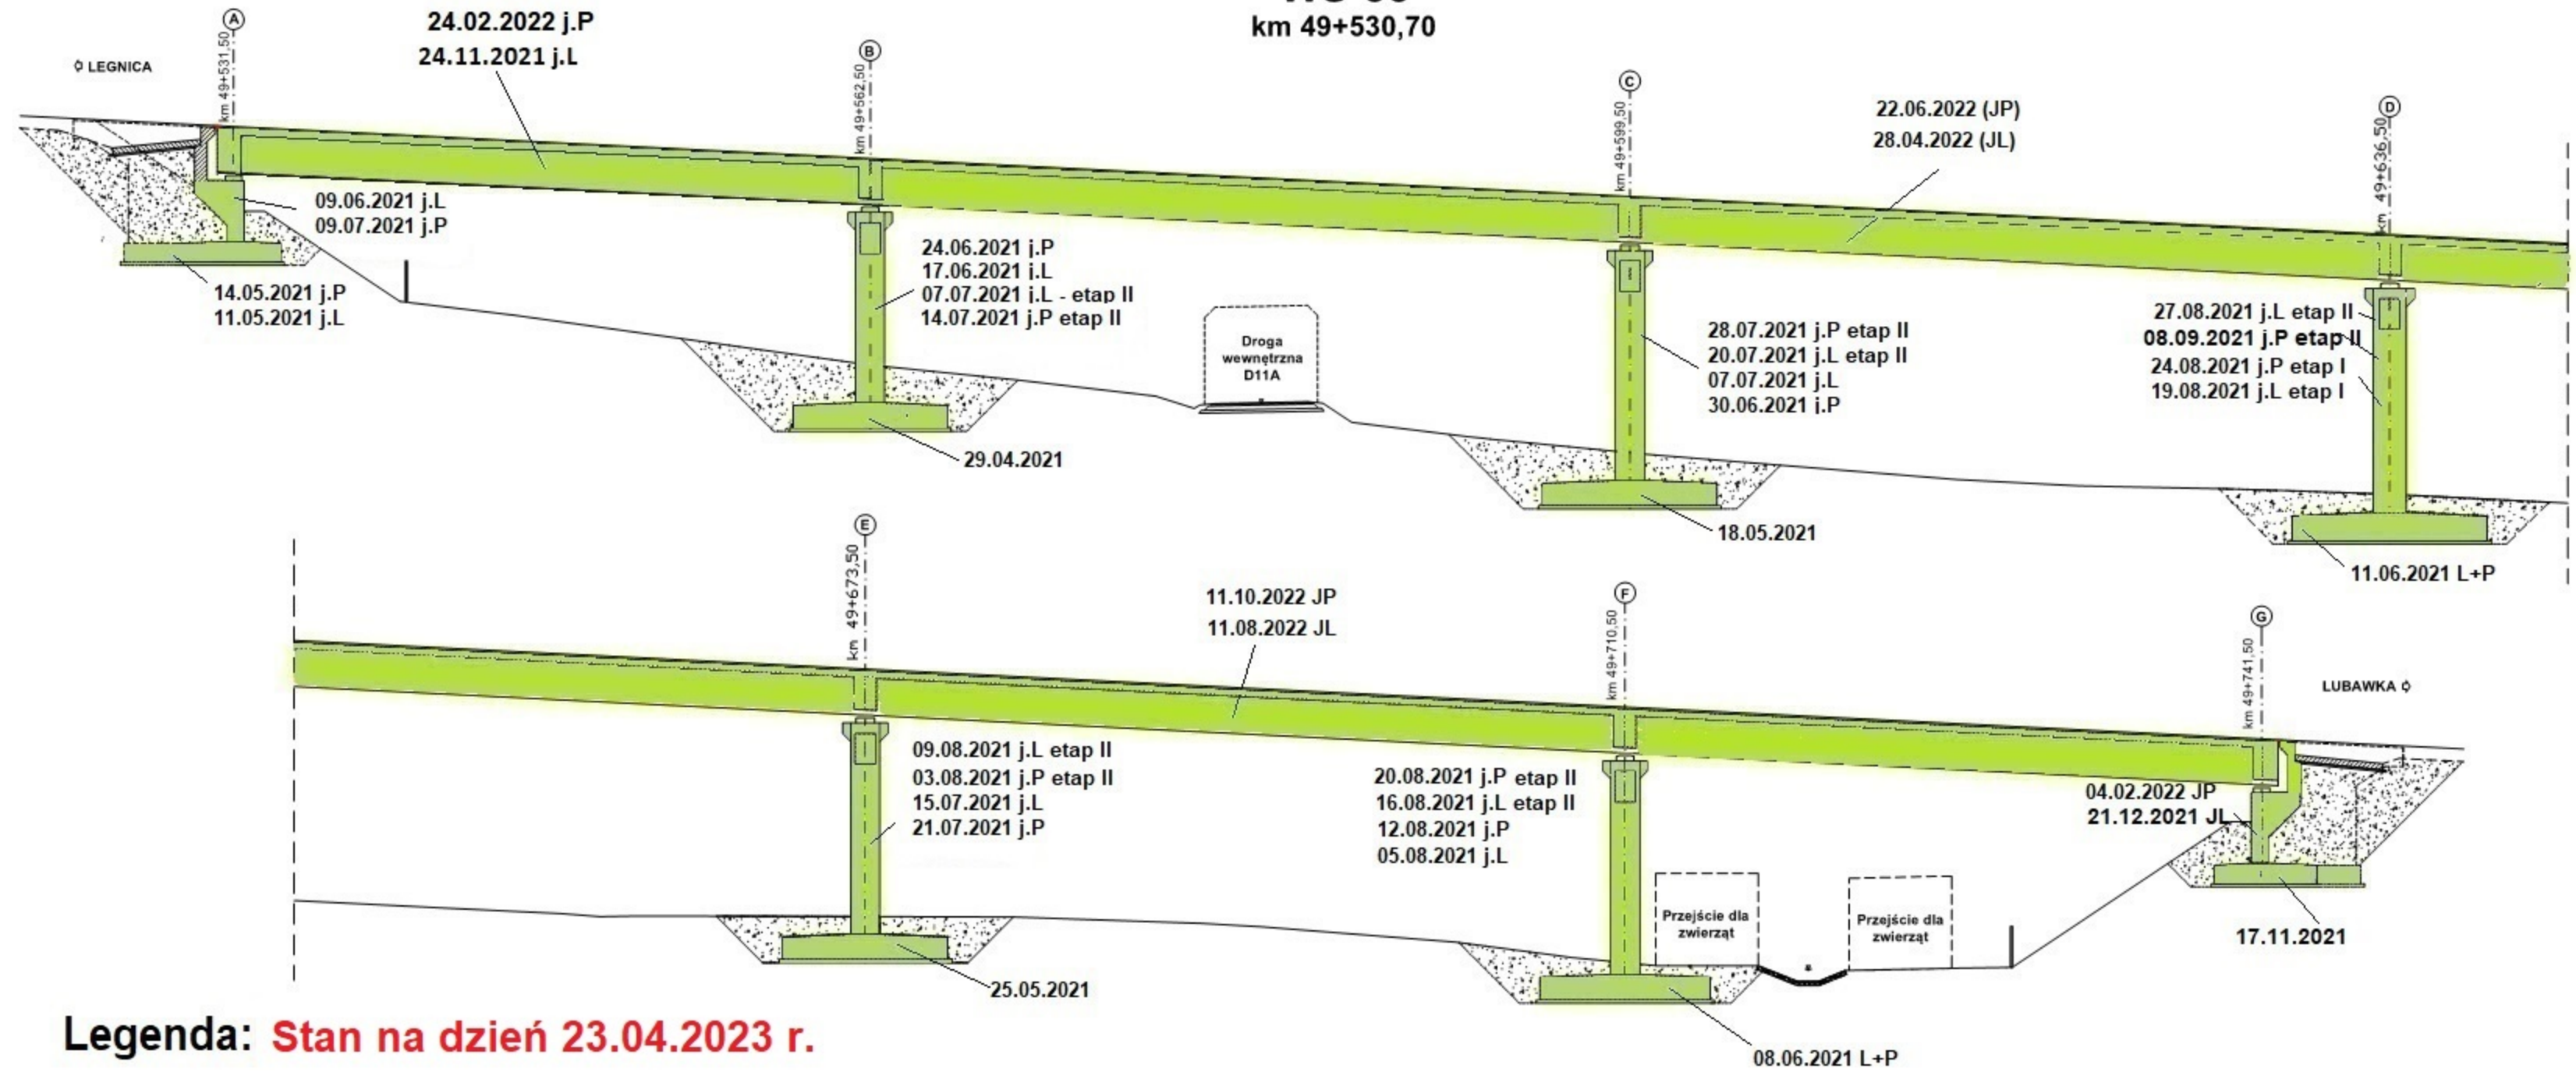 km 49+530,70
LEGNICA
A
km 49+531,50
24.02.2022 j.P
24.11.2021 j.L
B
km 49+562,50
C
km 49+599,50
22.06.2022 (JP)
28.04.2022 (JL)
D
km 49+636,50
09.06.2021 j.L
09.07.2021 j.P
14.05.2021 j.P
11.05.2021 j.L
24.06.2021 j.P
17.06.2021 j.L
07.07.2021 j.L - etap II
14.07.2021 j.P etap II
29.04.2021
Droga
wewnętrzna
D11A
28.07.2021 j.P etap II
20.07.2021 j.L etap II
07.07.2021 j.L
30.06.2021 j.P
18.05.2021
27.08.2021 j.L etap II
08.09.2021 j.P etap II
24.08.2021 j.P etap I
19.08.2021 j.L etap I
11.06.2021 L+P
E
km 49+673,50
11.10.2022 JP
11.08.2022 JL
F
km 49+710,50
G
km 49+741,50
LUBAWKA
09.08.2021 j.L etap II
03.08.2021 j.P etap II
15.07.2021 j.L
21.07.2021 j.P
25.05.2021
20.08.2021 j.P etap II
16.08.2021 j.L etap II
12.08.2021 j.P
05.08.2021 j.L
Przejście dla
zwierząt
Przejście dla
zwierząt
04.02.2022 JP
21.12.2021 JL
17.11.2021
08.06.2021 L+P
Legenda: Stan na dzień 23.04.2023 r.